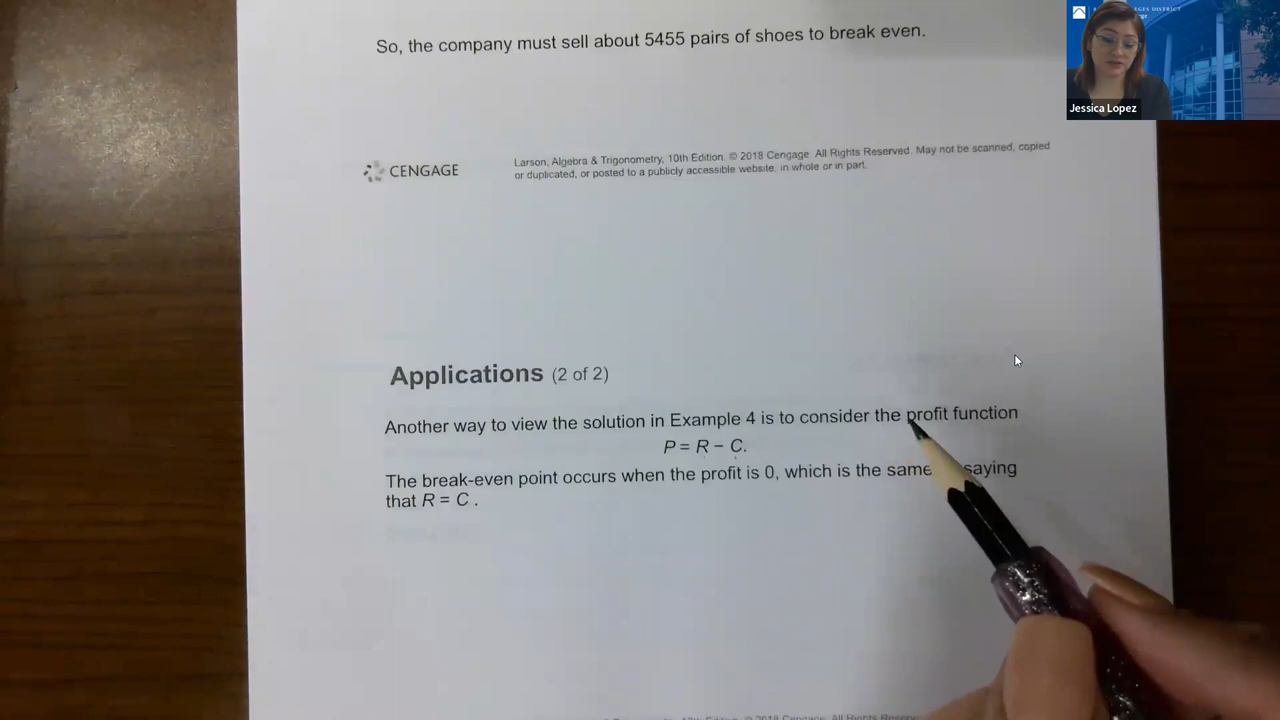 So, the company must sell about 5455 pairs of shoes to break even.
Jessica Lopez
CENGAGE
Larson, Algebra & Trigonometry, 10th Edition. © 2018 Cengage. All Rights Reserved. May not be scanned, copied
or duplicated, or posted to a publicly accessible website, in whole or in part.
Applications (2 of 2)
Another way to view the solution in Example 4 is to consider the profit function
P = R − C.
The break-even point occurs when the profit is 0, which is the same saying
that R = C .